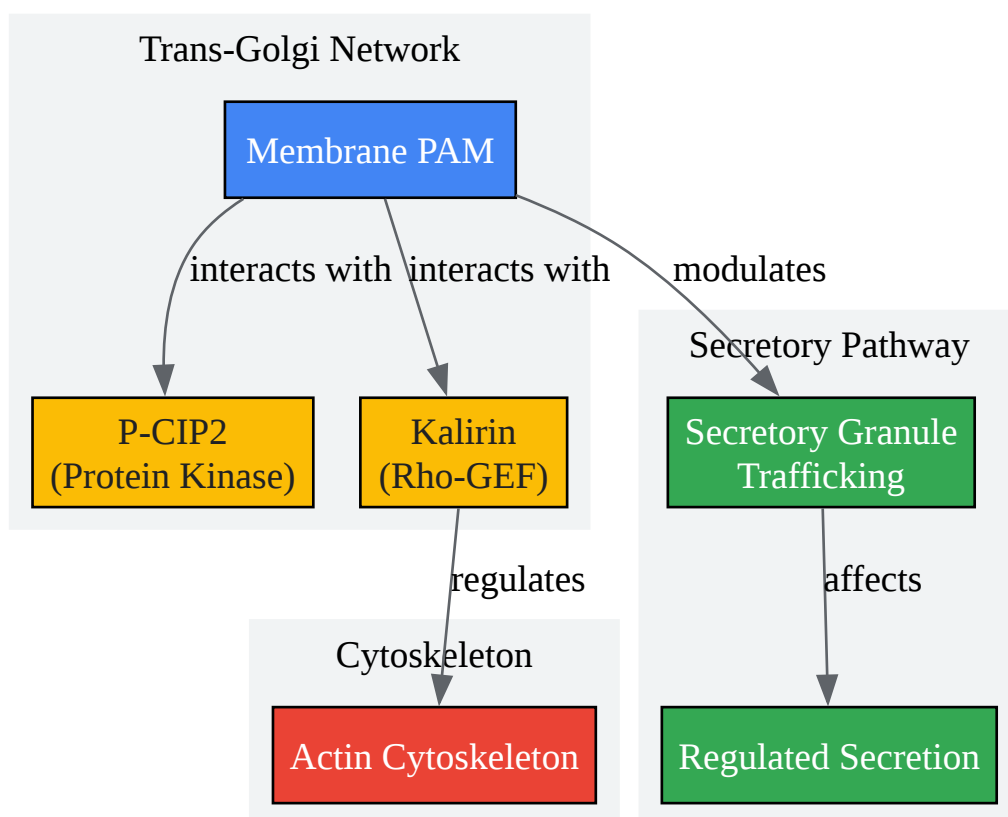 Trans-Golgi Network
Membrane PAM
interacts with
interacts with
modulates
Secretory Pathway
P-CIP2
(Protein Kinase)
Kalirin
(Rho-GEF)
Secretory Granule
Trafficking
regulates
affects
Cytoskeleton
Actin Cytoskeleton
Regulated Secretion